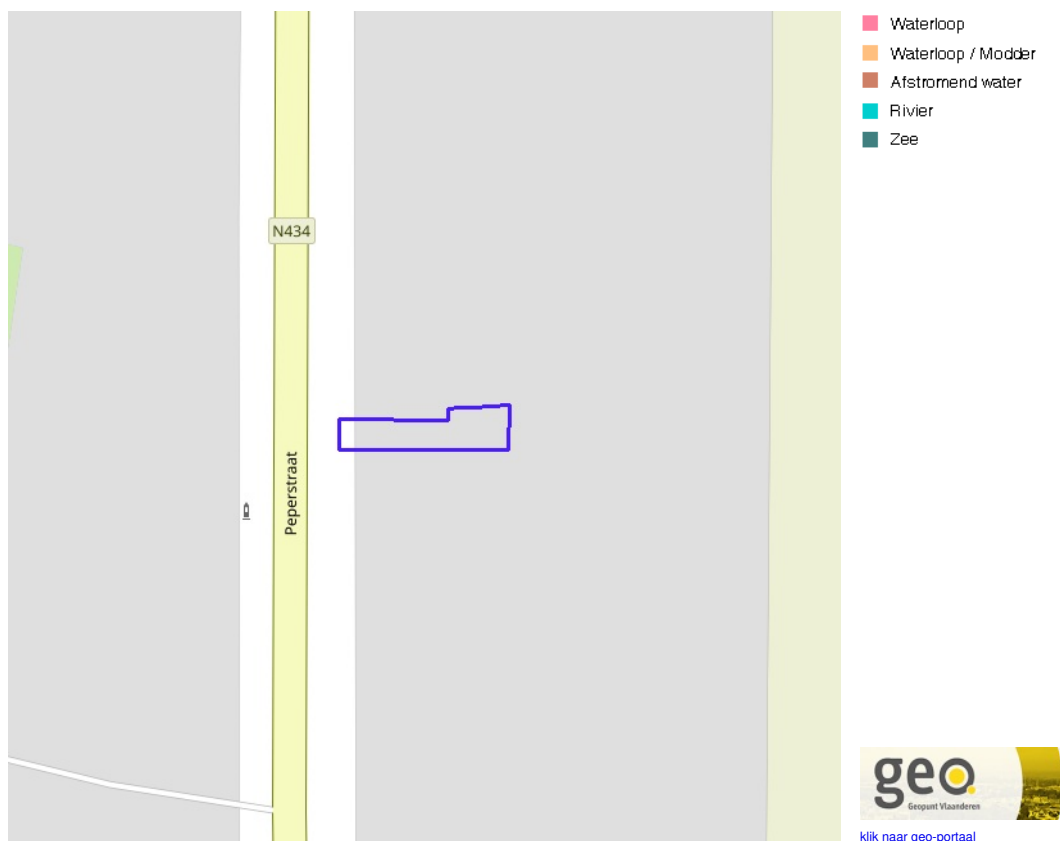 Waterloop
Waterloop / Modder
Afstromend water
Rivier
Zee
N434
Peperstraat
geo.
Geopunt Vlaanderen
klik naar geo-portaal